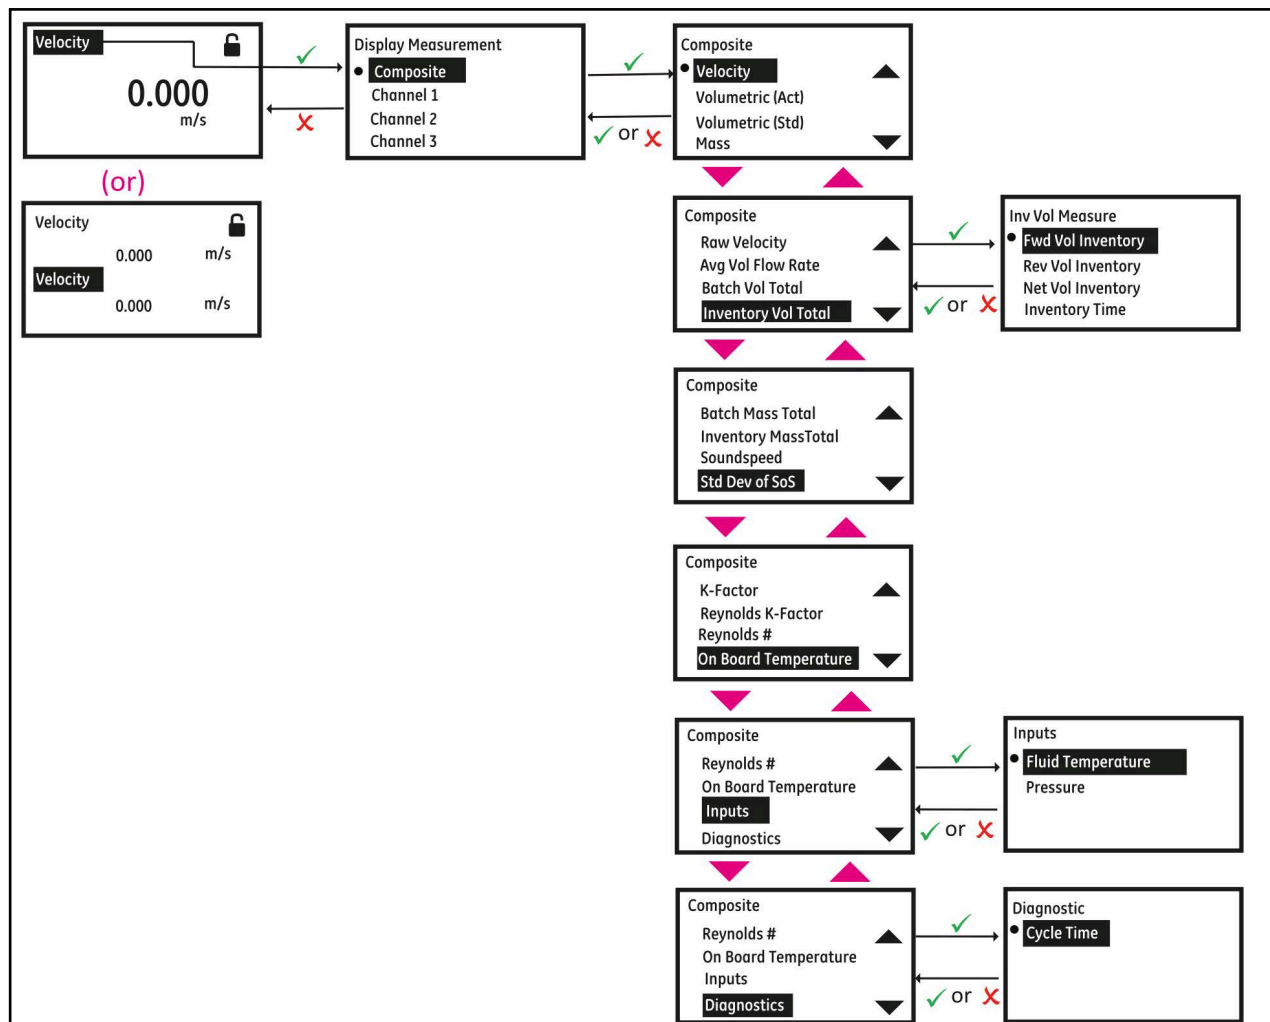 Velocity
0.000
m/s
(or)
Velocity
0.000 m/s
Velocity
0.000 m/s
Display Measurement
Composite
Channel 1
Channel 2
Channel 3
or
Composite
Velocity
Volumetric (Act)
Volumetric (Std)
Mass
Composite
Raw Velocity
Avg Vol Flow Rate
Batch Vol Total
Inventory Vol Total
or
Inv Vol Measure
Fwd Vol Inventory
Rev Vol Inventory
Net Vol Inventory
Inventory Time
Composite
Batch Mass Total
Inventory MassTotal
Soundspeed
Std Dev of SoS
Composite
K-Factor
Reynolds K-Factor
Reynolds #
On Board Temperature
Composite
Reynolds #
On Board Temperature
Inputs
Diagnostics
or
Inputs
Fluid Temperature
Pressure
Composite
Reynolds #
On Board Temperature
Inputs
Diagnostics
or
Diagnostic
Cycle Time